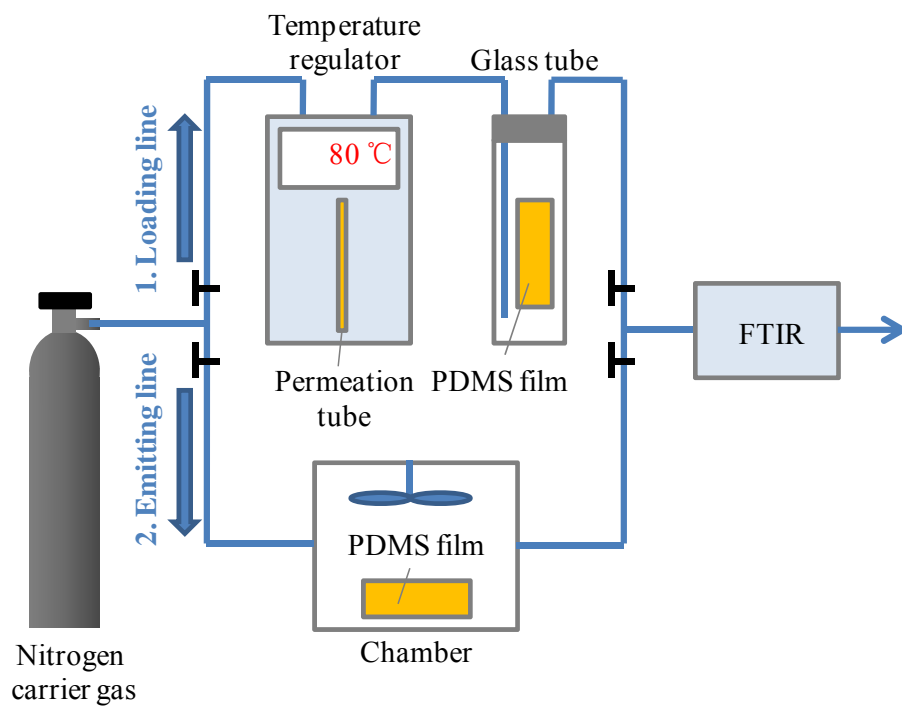 Temperature
regulator
Glass tube
80 ℃
1. Loading line
Permeation
tube
PDMS film
FTIR
2. Emitting line
PDMS film
Chamber
Nitrogen
carrier gas